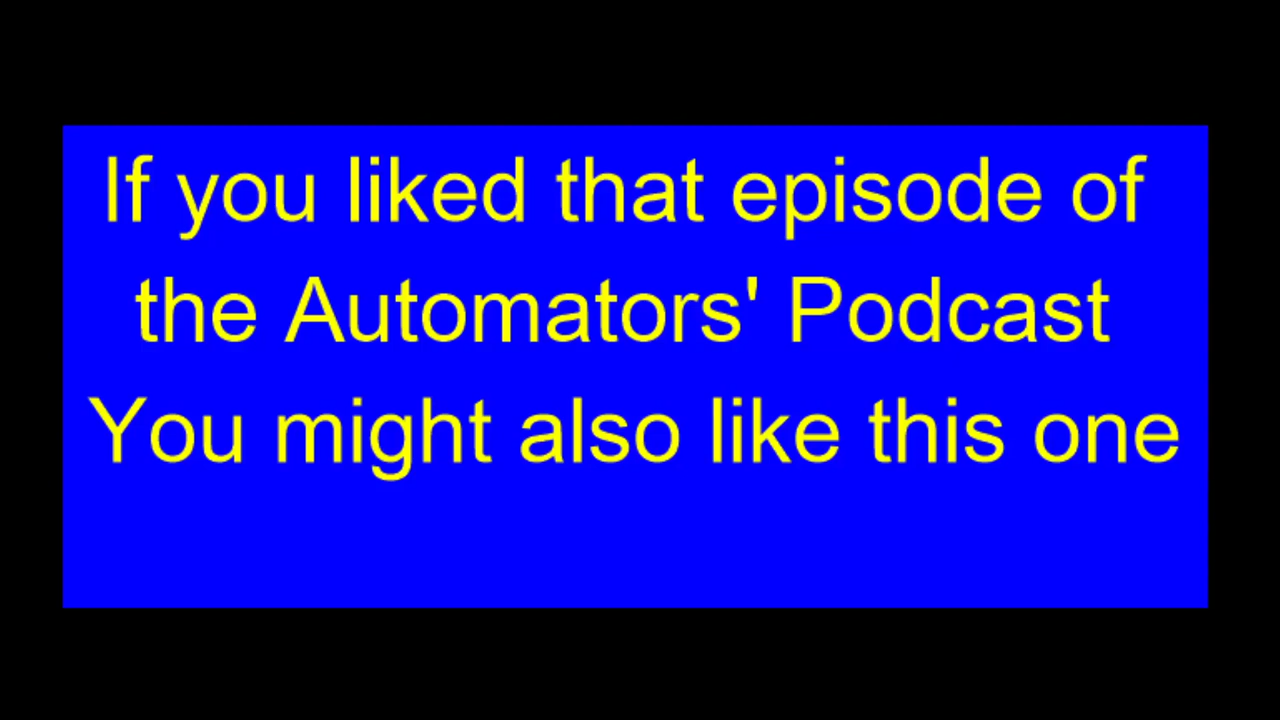 If you liked that episode of
the Automators' Podcast
You might also like this one